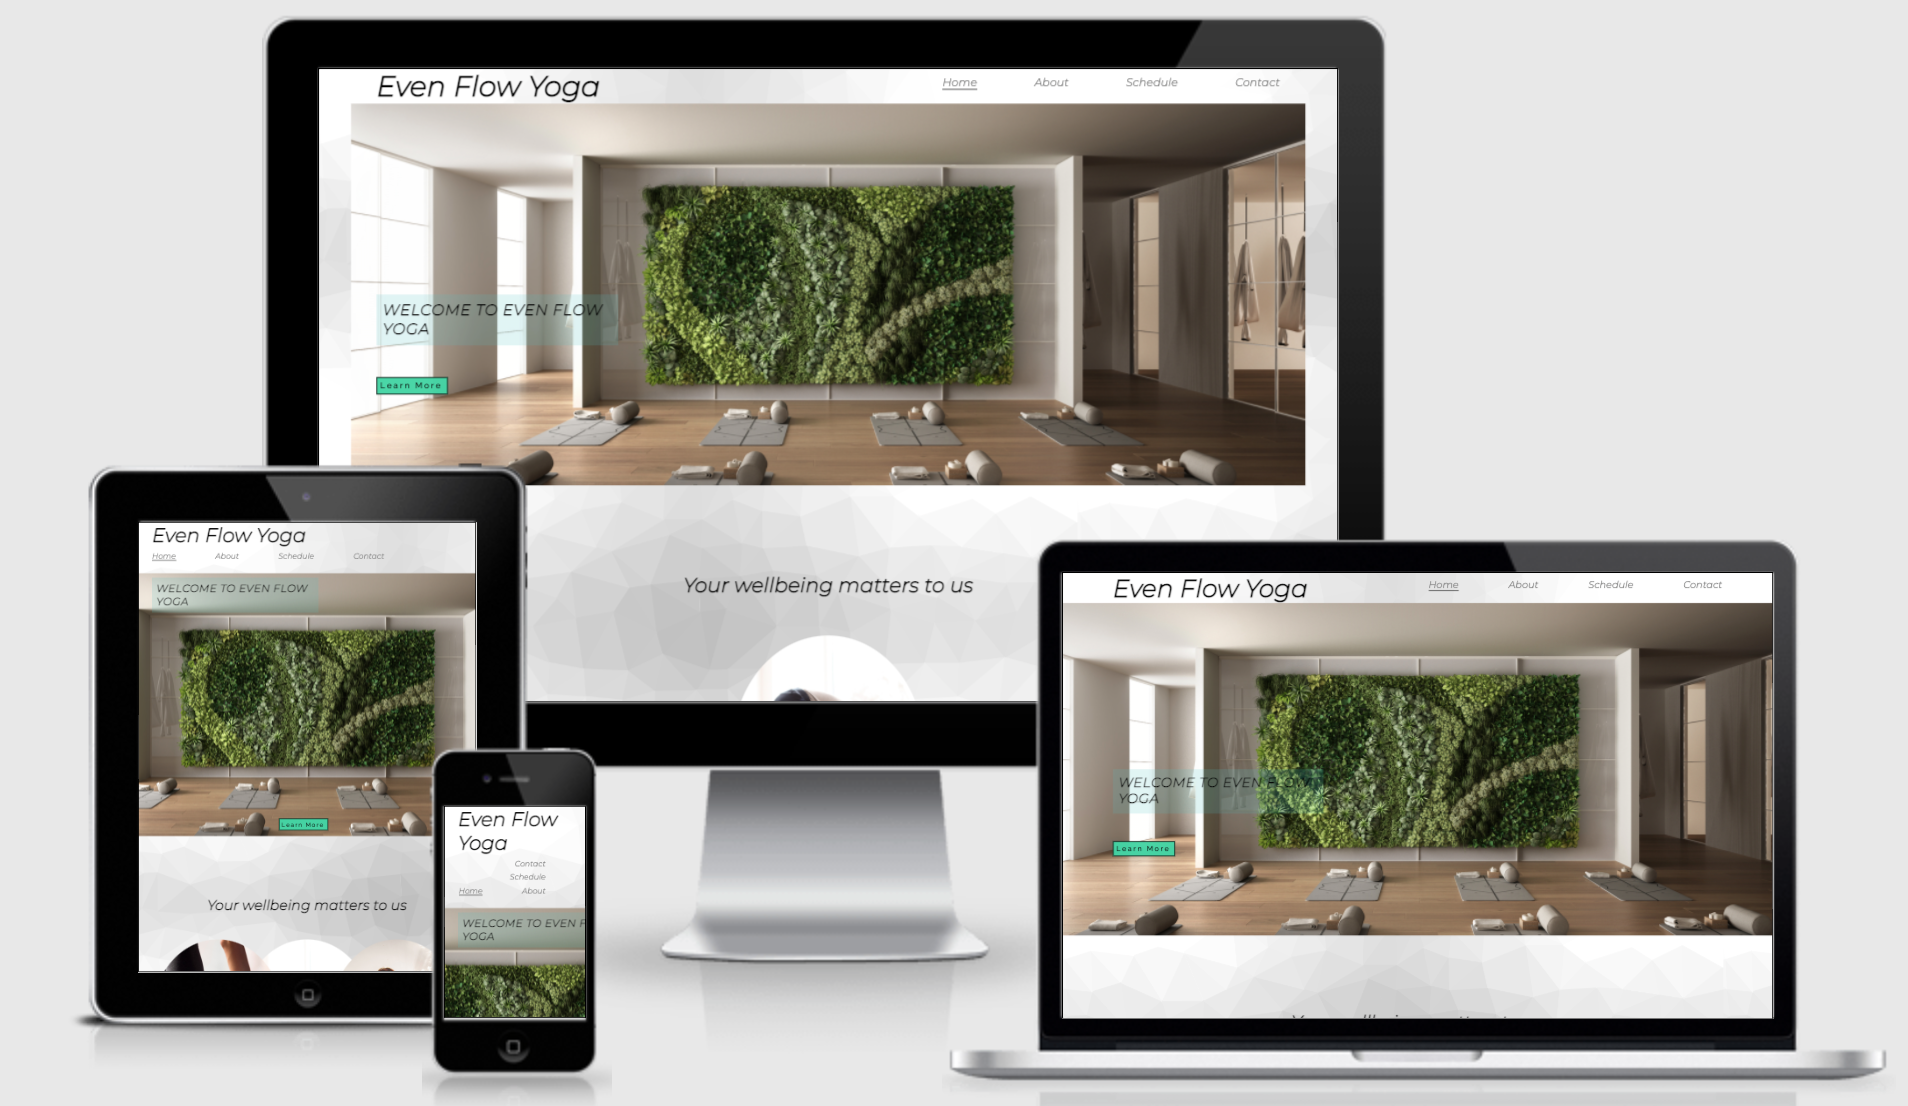 Even Flow Yoga
Home About Schedule Contact
WELCOME TO EVEN FLOW
YOGA
Learn More
Your wellbeing matters to us
Even Flow Yoga
Home About Schedule Contact
WELCOME TO EVEN FLOW
YOGA
Learn More
Your wellbeing matters to us
Even Flow
Yoga
Contact
Schedule
Home About
WELCOME TO EVEN F
YOGA
Even Flow Yoga
Home About Schedule Contact
WELCOME TO EVEN FLOW
YOGA
Learn More